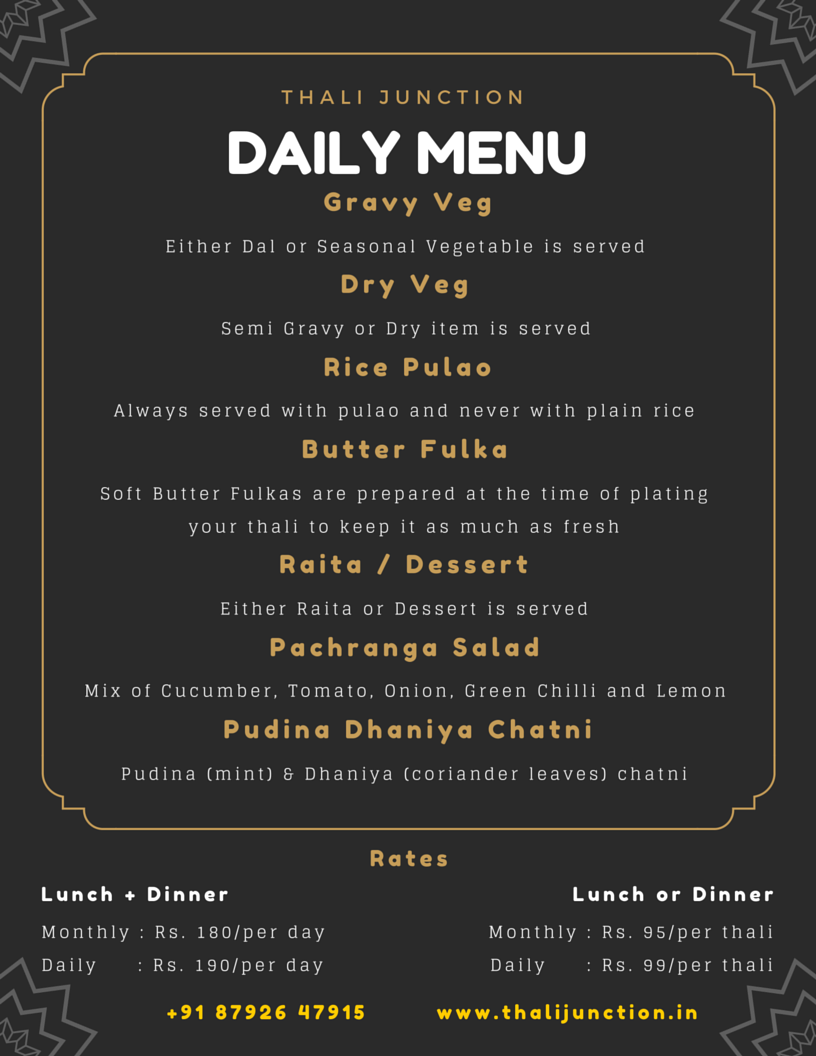 THALI JUNCTION
DAILY MENU
Gravy Veg
Either Dal or Seasonal Vegetable is served
Dry Veg
Semi Gravy or Dry item is served
Rice Pulao
Always served with pulao and never with plain rice
Butter Fulka
Soft Butter Fulkas are prepared at the time of plating
your thali to keep it as much as fresh
Raita / Dessert
Either Raita or Dessert is served
Pachranga Salad
Mix of Cucumber, Tomato, Onion, Green Chilli and Lemon
Pudina Dhaniya Chatni
Pudina (mint) & Dhaniya (coriander leaves) chatni
Rates
Lunch + Dinner
Monthly : Rs. 180/per day
Daily : Rs. 190/per day
Lunch or Dinner
Monthly : Rs. 95/per thali
Daily : Rs. 99/per thali
+91 87926 47915
www.thalijunction.in